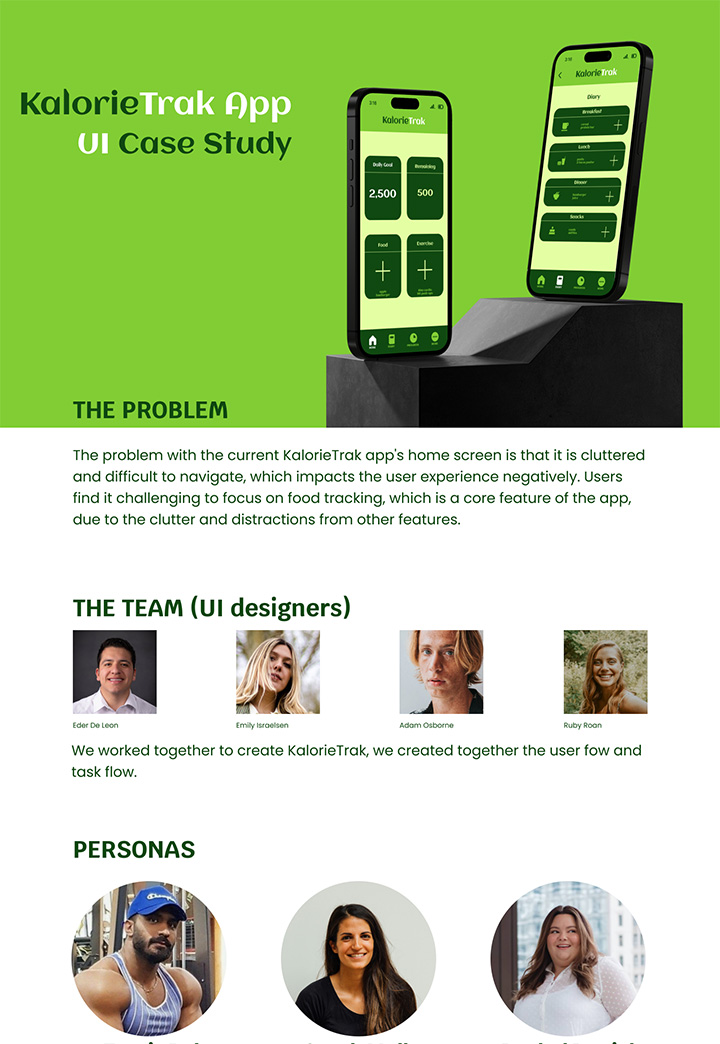 KalorieTrak App
UI Case Study
3:10
KalorieTrak
Daily Goal
Remaining
2,500
500
Food
Exercise
3:10
KalorieTrak
Diary
Breakfast
Lunch
Dinner
Snacks
THE PROBLEM
The problem with the current KalorieTrak app's home screen is that it is cluttered
and difficult to navigate, which impacts the user experience negatively. Users
find it challenging to focus on food tracking, which is a core feature of the app,
due to the clutter and distractions from other features.
THE TEAM (UI designers)
Eder De Leon
Emily Israelsen
Adam Osborne
Ruby Roan
We worked together to create KalorieTrak, we created together the user fow and
task flow.
PERSONAS